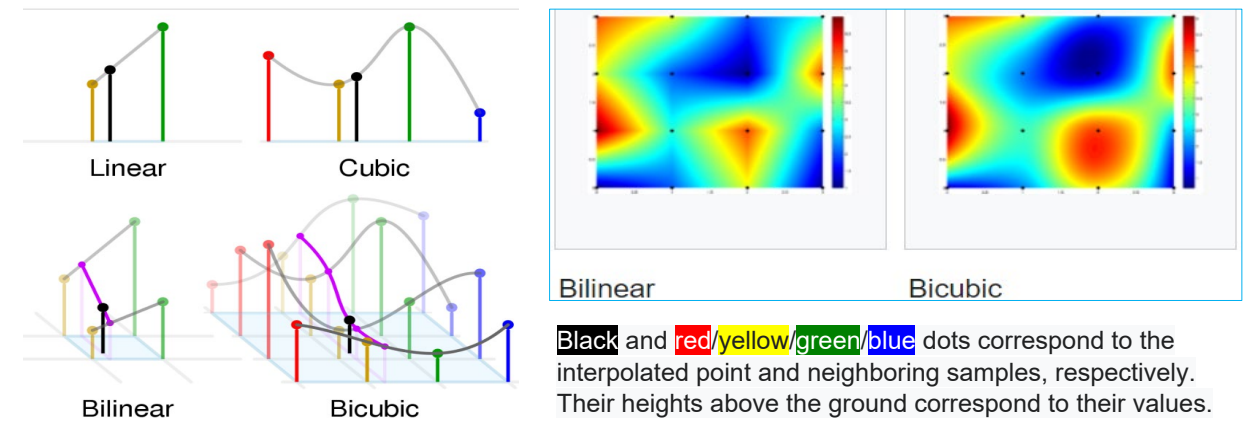 Linear
Cubic
Bilinear
Bicubic
Bilinear
Bicubic
Black and red/yellow/green/blue dots correspond to the
interpolated point and neighboring samples, respectively.
Their heights above the ground correspond to their values.